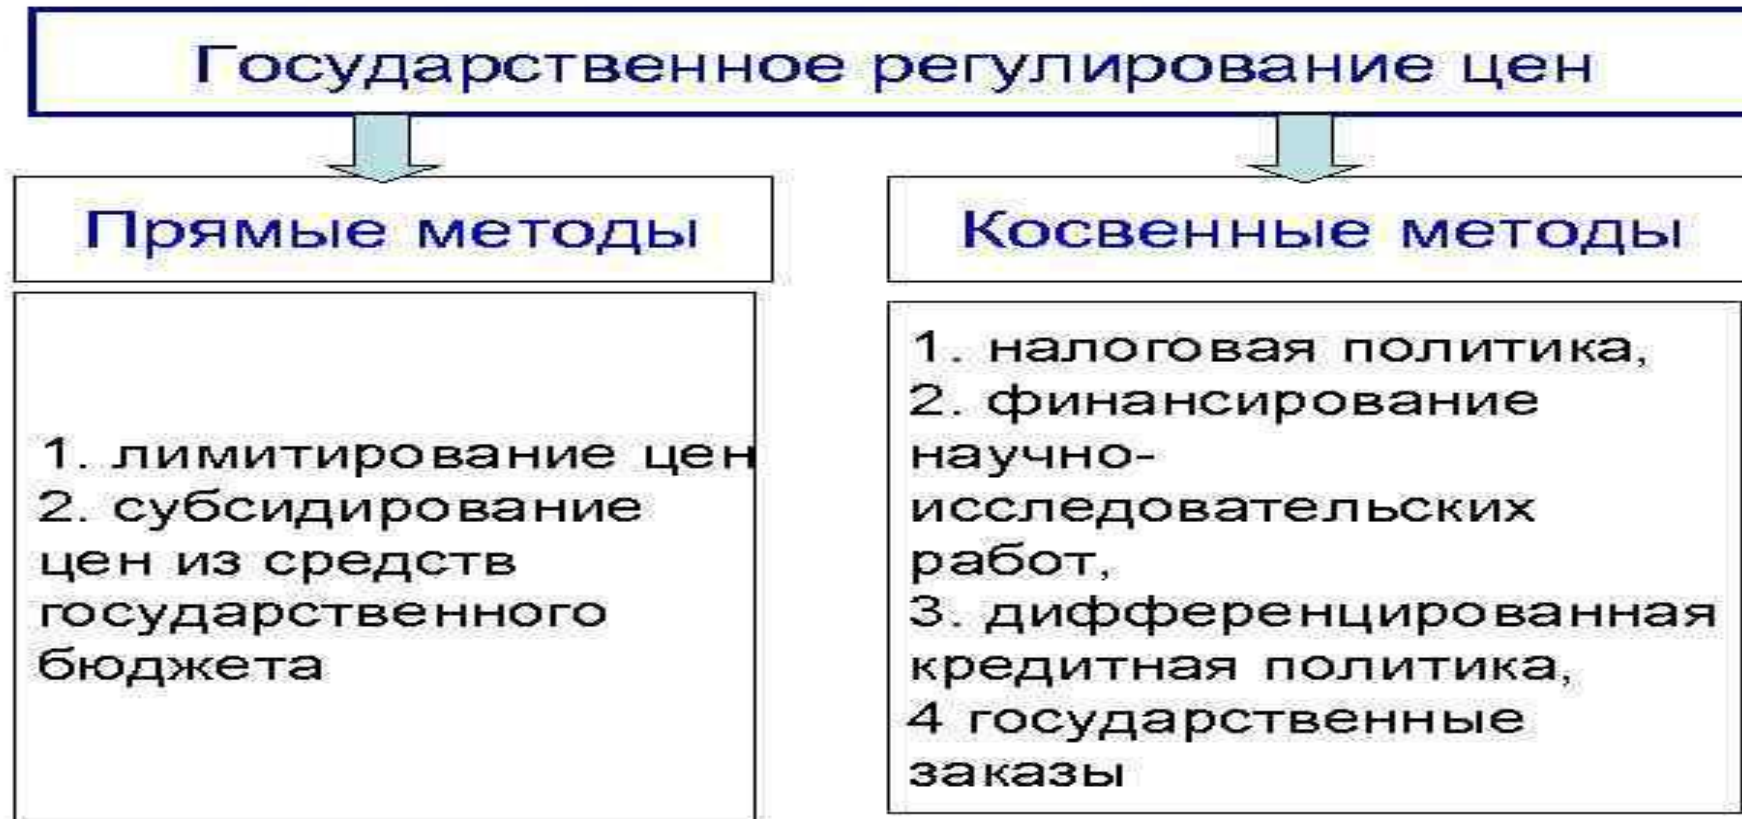 Государственное регулирование цен
Прямые методы
1. лимитирование цен
2. субсидирование
цен из средств
государственного
бюджета
Косвенные методы
1. налоговая политика,
2. финансирование
научно-
исследовательских
работ,
3. дифференцированная
кредитная политика,
4 государственные
заказы